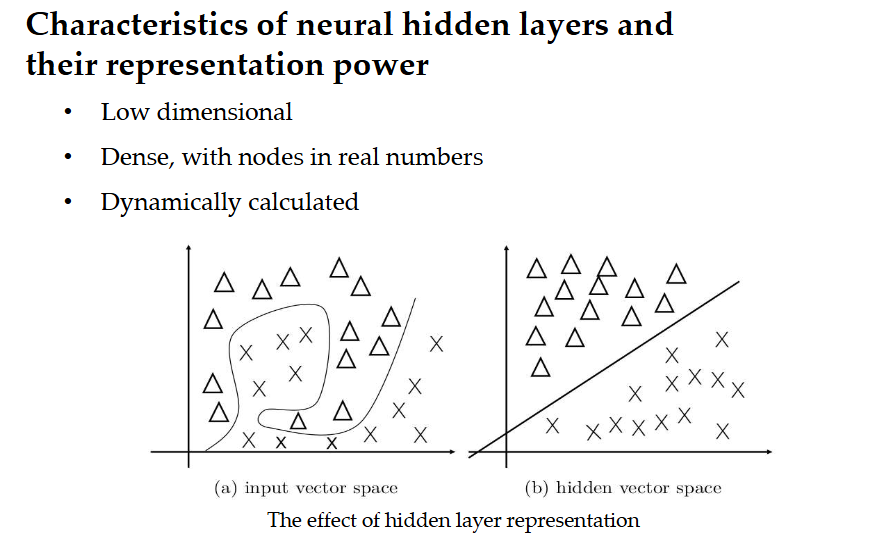 Characteristics of neural hidden layers and
their representation power
• Low dimensional
• Dense, with nodes in real numbers
• Dynamically calculated
(a) input vector space
(b) hidden vector space
The effect of hidden layer representation